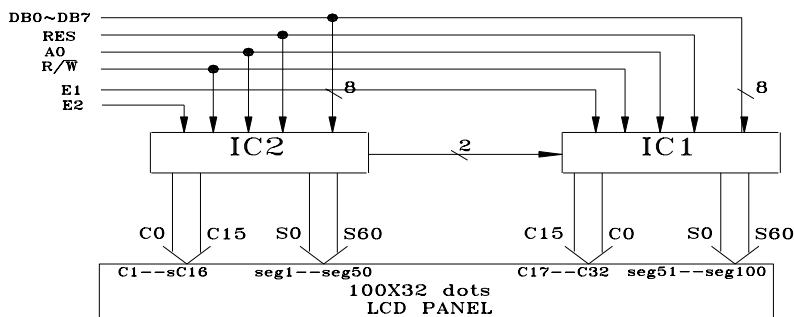 DB0~DB7
RES
A0
R/W̅
E1
E2
8
8
IC2
2
IC1
C0
C15
S0
S60
C15
C0
S0
S60
C1--sC16
seg1--seg50
C17--C32
seg51--seg100
100X32 dots
LCD PANEL